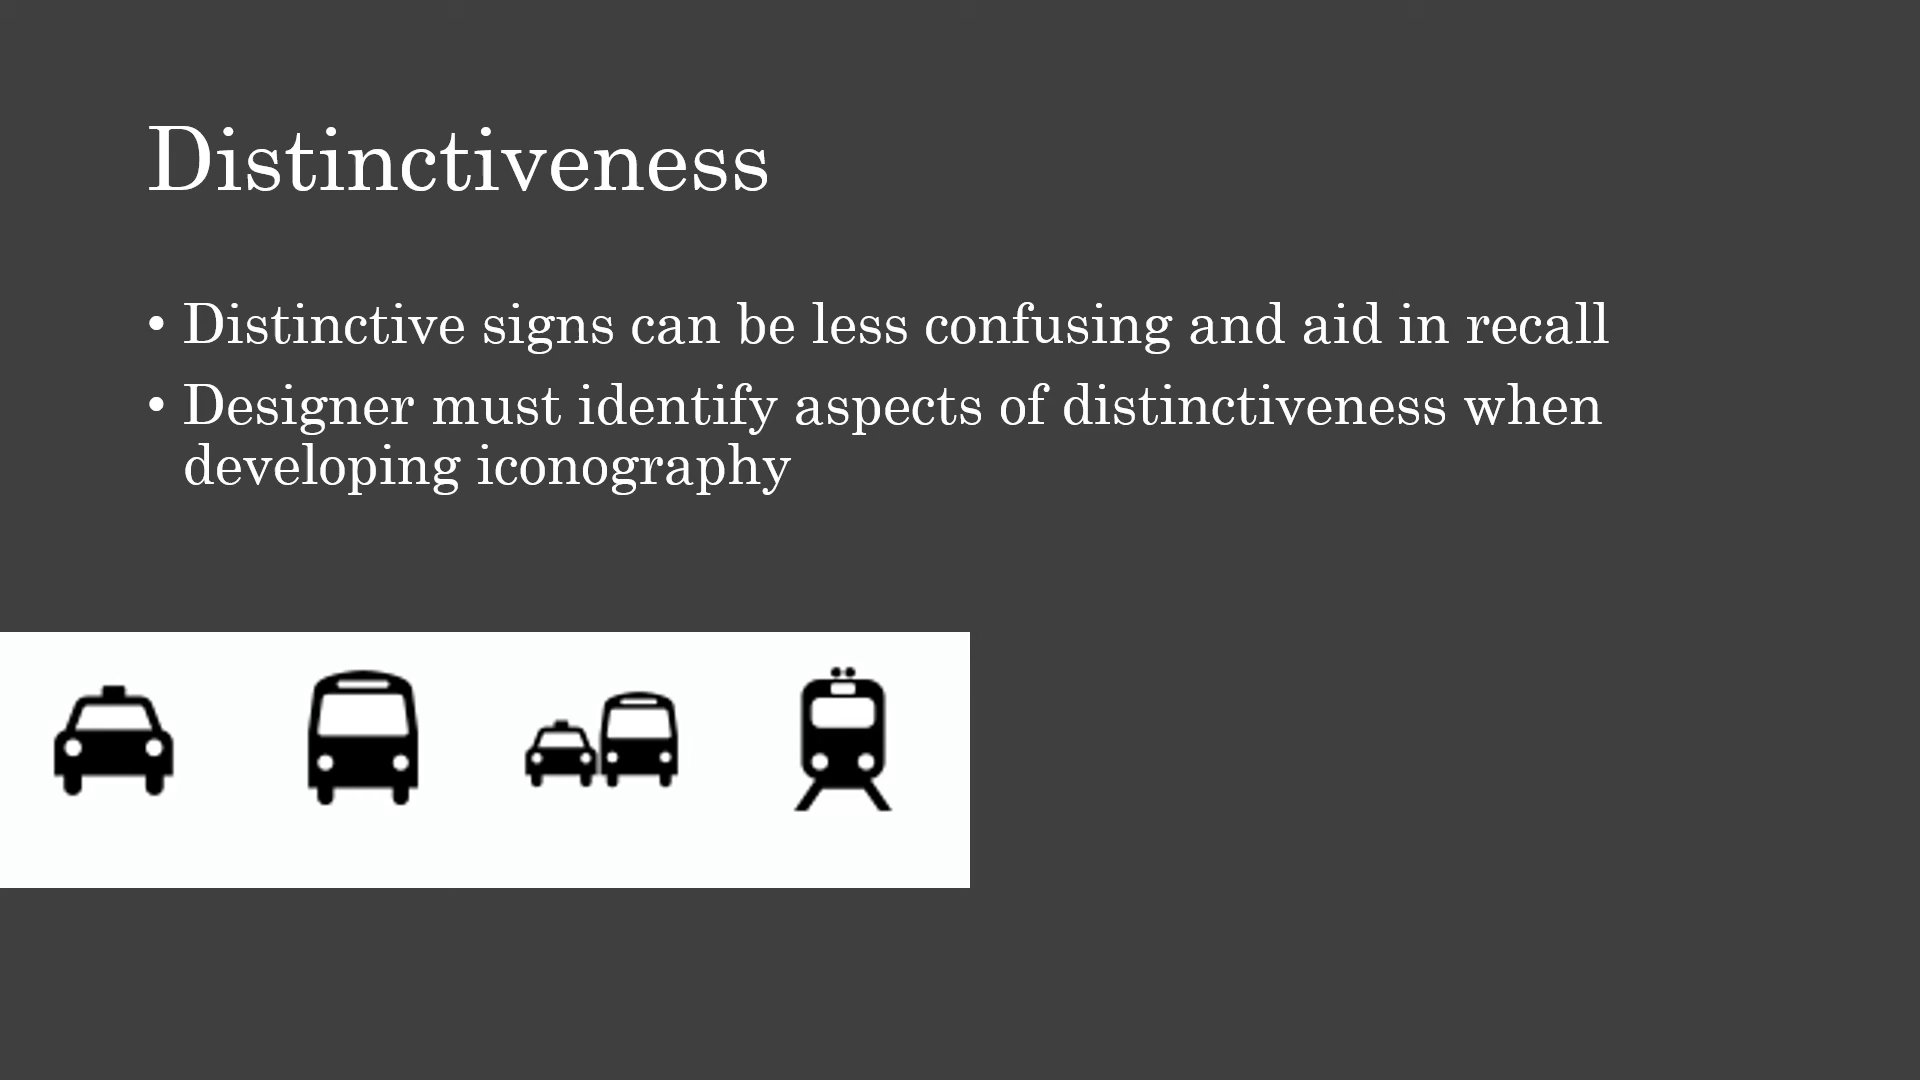 Distinctiveness
• Distinctive signs can be less confusing and aid in recall
• Designer must identify aspects of distinctiveness when
developing iconography